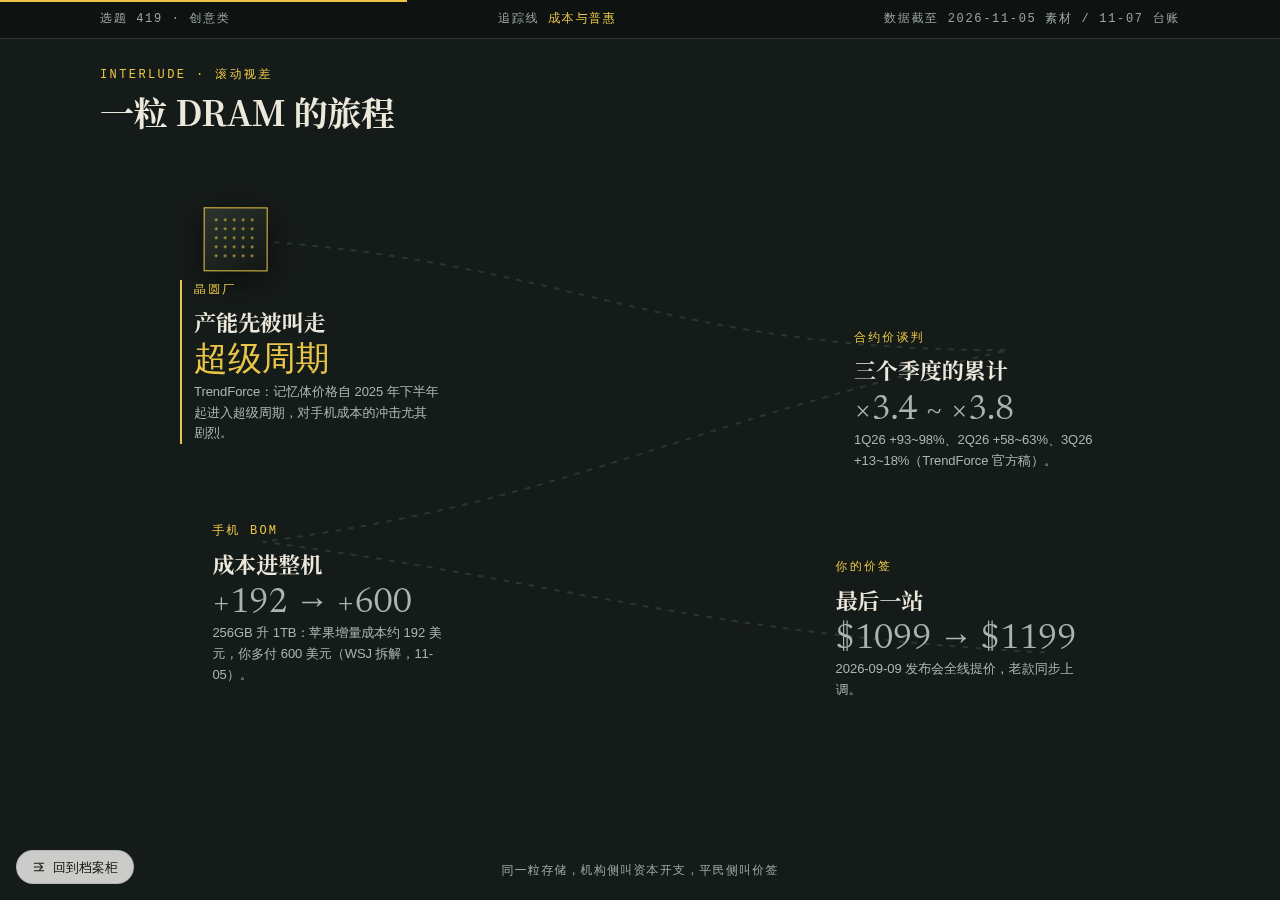 选题 419 · 创意类
追踪线 成本与普惠
数据截至 2026-11-05 素材 / 11-07 台账
INTERLUDE · 滚动视差
一粒 DRAM 的旅程
晶圆厂
产能先被叫走
超级周期
TrendForce：记忆体价格自 2025 年下半年
起进入超级周期，对手机成本的冲击尤其
剧烈。
合约价谈判
三个季度的累计
×3.4 ~ ×3.8
1Q26 +93~98%、2Q26 +58~63%、3Q26
+13~18%（TrendForce 官方稿）。
手机 BOM
成本进整机
+192 → +600
256GB 升 1TB：苹果增量成本约 192 美
元，你多付 600 美元（WSJ 拆解，11-
05）。
你的价签
最后一站
$1099 → $1199
2026-09-09 发布会全线提价，老款同步上
调。
回到档案柜
同一粒存储，机构侧叫资本开支，平民侧叫价签